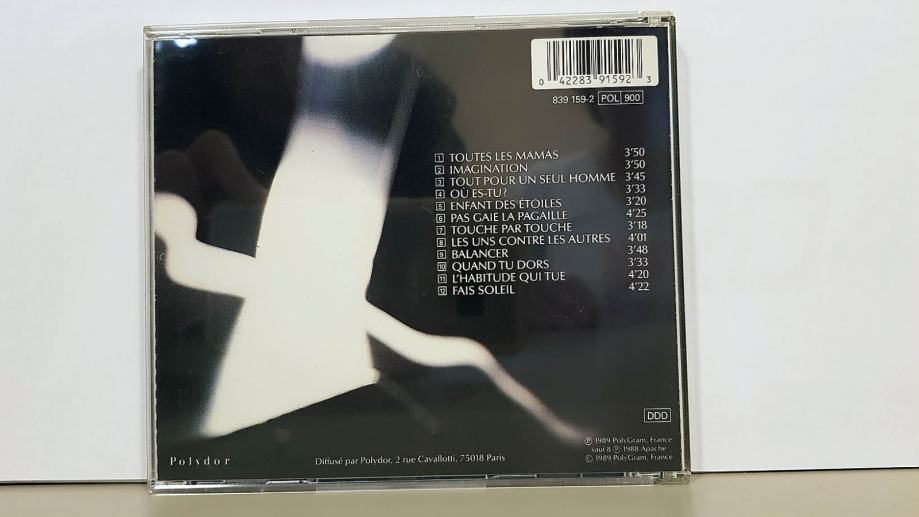 0 42283 91592 3
839 159-2 POL 900
1 TOUTES LES MAMAS 3'50
2 IMAGINATION 3'50
3 TOUT POUR UN SEUL HOMME 3'45
4 OÙ ES-TU? 3'33
5 ENFANT DES ÉTOILES 3'20
6 PAS GAIE LA PAGAILLE 4'25
7 TOUCHE PAR TOUCHE 3'18
8 LES UNS CONTRE LES AUTRES 4'01
9 BALANCER 3'48
10 QUAND TU DORS 3'33
11 L'HABITUDE QUI TUE 4'20
12 FAIS SOLEIL 4'22
DDD
℗ 1989 PolyGram, France
sauf 8 ℗ 1988 Apache
© 1989 PolyGram, France
Polydor
Diffusé par Polydor, 2 rue Cavallotti, 75018 Paris